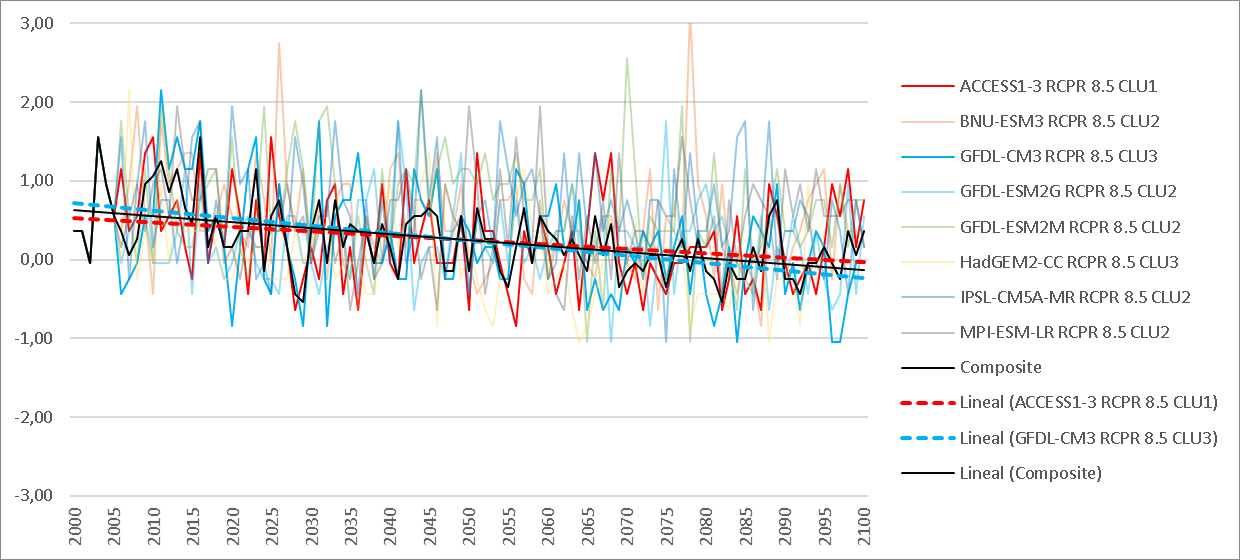 3,00
2,00
1,00
0,00
-1,00
-2,00
-3,00
2000
2005
2010
2015
2020
2025
2030
2035
2040
2045
2050
2055
2060
2065
2070
2075
2080
2085
2090
2095
2100
ACCESS1-3 RCPR 8.5 CLU1
BNU-ESM3 RCPR 8.5 CLU2
GFDL-CM3 RCPR 8.5 CLU3
GFDL-ESM2G RCPR 8.5 CLU2
GFDL-ESM2M RCPR 8.5 CLU2
HadGEM2-CC RCPR 8.5 CLU3
IPSL-CM5A-MR RCPR 8.5 CLU2
MPI-ESM-LR RCPR 8.5 CLU2
Composite
Lineal (ACCESS1-3 RCPR 8.5 CLU1)
Lineal (GFDL-CM3 RCPR 8.5 CLU3)
Lineal (Composite)